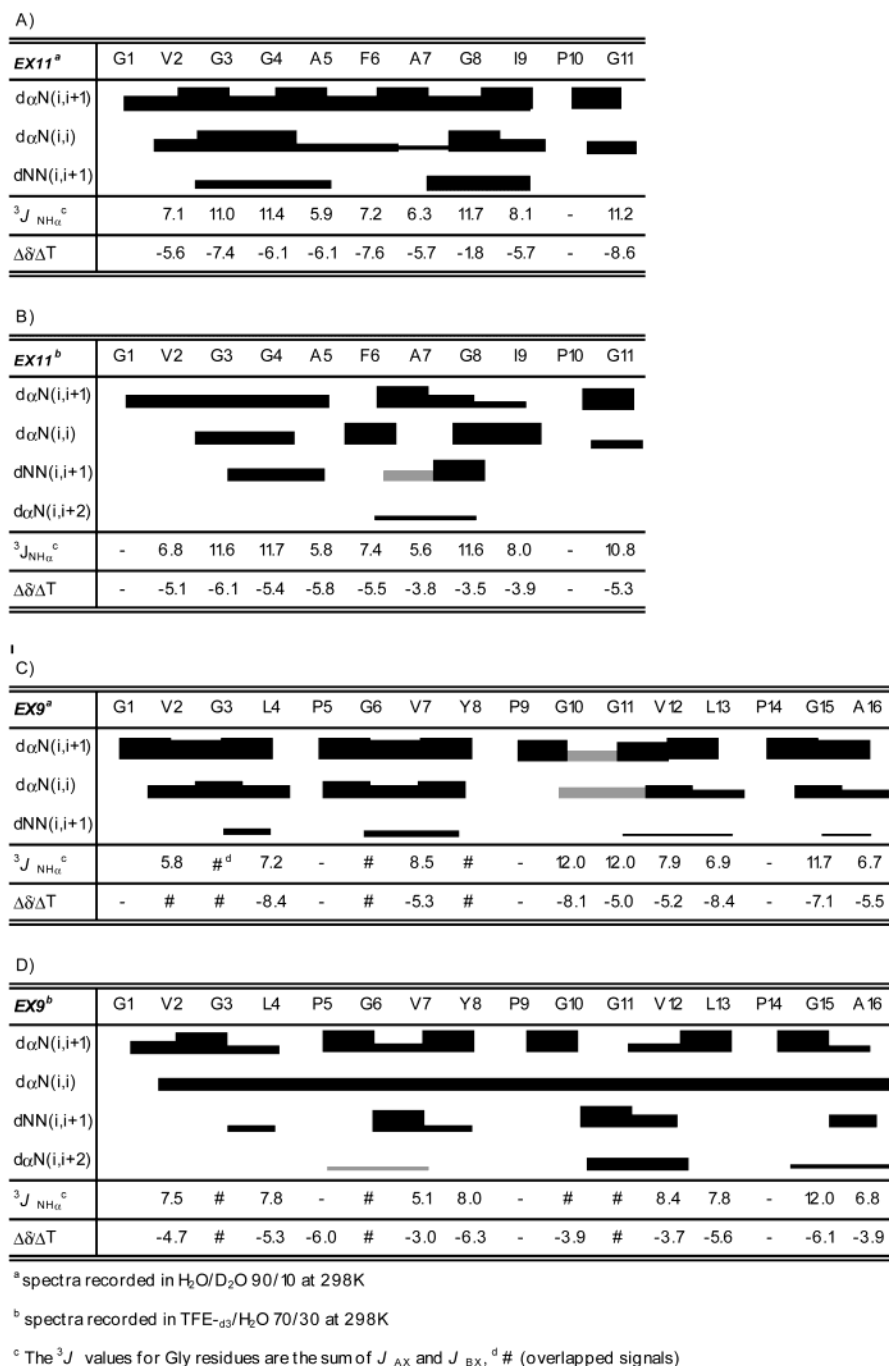 A)
EX11ᵃ G1 V2 G3 G4 A5 F6 A7 G8 I9 P10 G11
dαN(i,i+1)
dαN(i,i)
dNN(i,i+1)
³J NHα ᶜ 7.1 11.0 11.4 5.9 7.2 6.3 11.7 8.1 - 11.2
Δδ/ΔT -5.6 -7.4 -6.1 -6.1 -7.6 -5.7 -1.8 -5.7 - -8.6
B)
EX11ᵇ G1 V2 G3 G4 A5 F6 A7 G8 I9 P10 G11
dαN(i,i+1)
dαN(i,i)
dNN(i,i+1)
dαN(i,i+2)
³JNHα ᶜ - 6.8 11.6 11.7 5.8 7.4 5.6 11.6 8.0 - 10.8
Δδ/ΔT - -5.1 -6.1 -5.4 -5.8 -5.5 -3.8 -3.5 -3.9 - -5.3
C)
EX9ᵃ G1 V2 G3 L4 P5 G6 V7 Y8 P9 G10 G11 V12 L13 P14 G15 A16
dαN(i,i+1)
dαN(i,i)
dNN(i,i+1)
³J NHα ᶜ 5.8 #ᵈ 7.2 - # 8.5 # - 12.0 12.0 7.9 6.9 - 11.7 6.7
Δδ/ΔT - # # -8.4 - # -5.3 # - -8.1 -5.0 -5.2 -8.4 - -7.1 -5.5
D)
EX9ᵇ G1 V2 G3 L4 P5 G6 V7 Y8 P9 G10 G11 V12 L13 P14 G15 A16
dαN(i,i+1)
dαN(i,i)
dNN(i,i+1)
dαN(i,i+2)
³J NHα ᶜ 7.5 # 7.8 - # 5.1 8.0 - # # 8.4 7.8 - 12.0 6.8
Δδ/ΔT -4.7 # -5.3 -6.0 # -3.0 -6.3 - -3.9 # -3.7 -5.6 - -6.1 -3.9
ᵃ spectra recorded in H₂O/D₂O 90/10 at 298K
ᵇ spectra recorded in TFE-d3/H₂O 70/30 at 298K
ᶜ The ³J values for Gly residues are the sum of J AX and J BX, ᵈ # (overlapped signals)